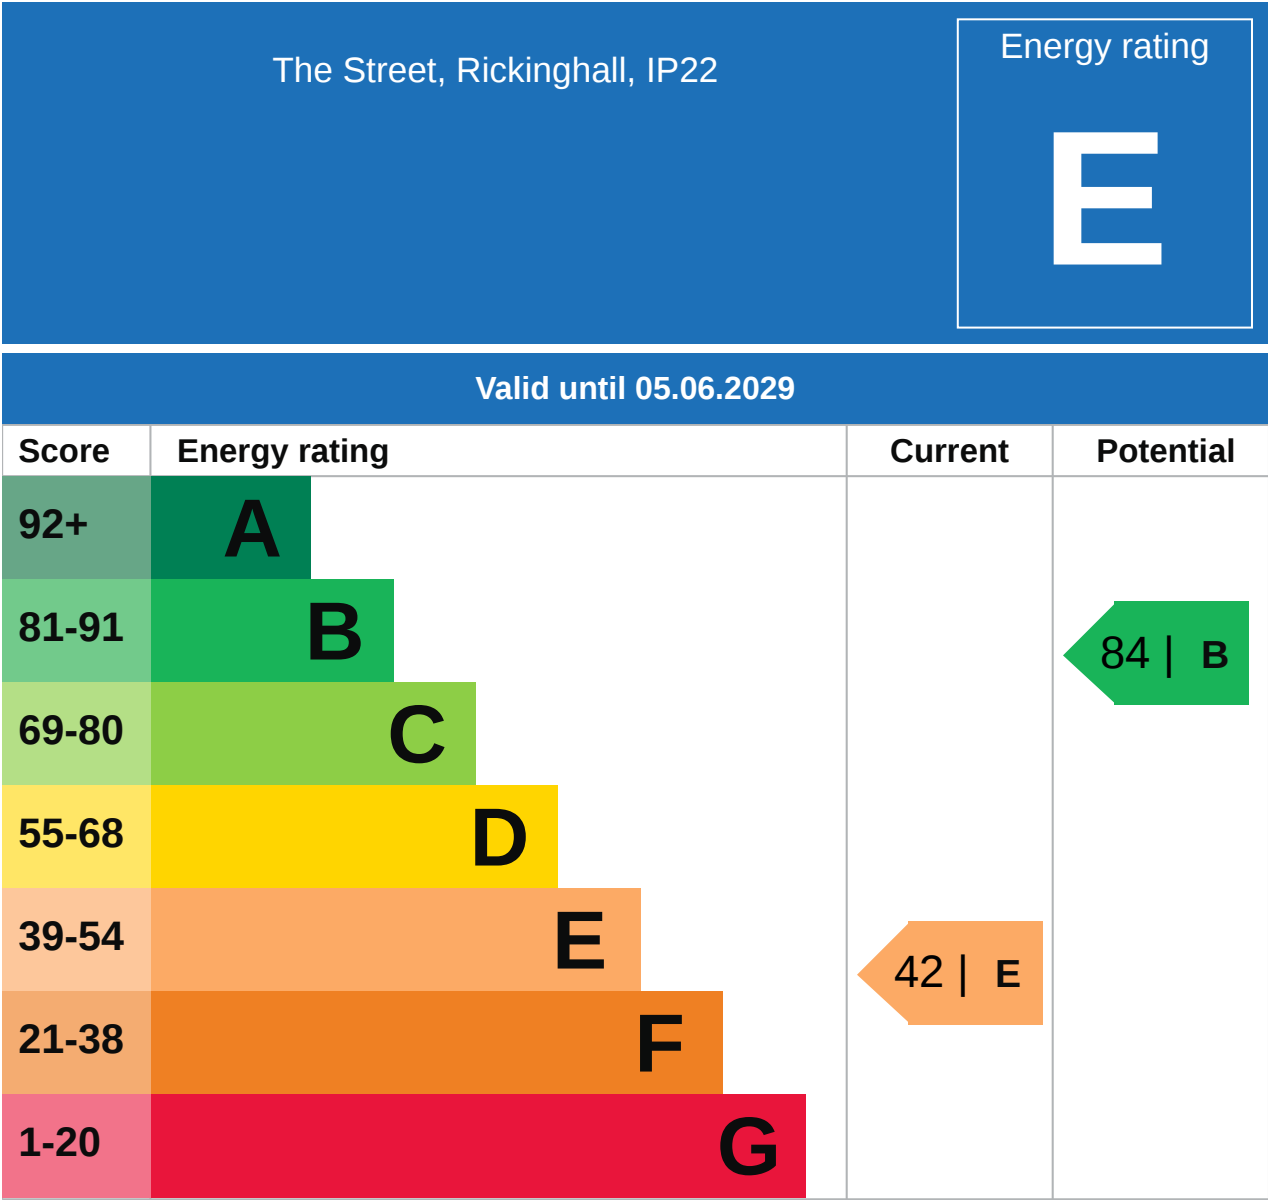 The Street, Rickinghall, IP22
Energy rating
E
Valid until 05.06.2029
Score Energy rating Current Potential
92+ A
81-91 B
84 | B
69-80 C
55-68 D
39-54 E
42 | E
21-38 F
1-20 G